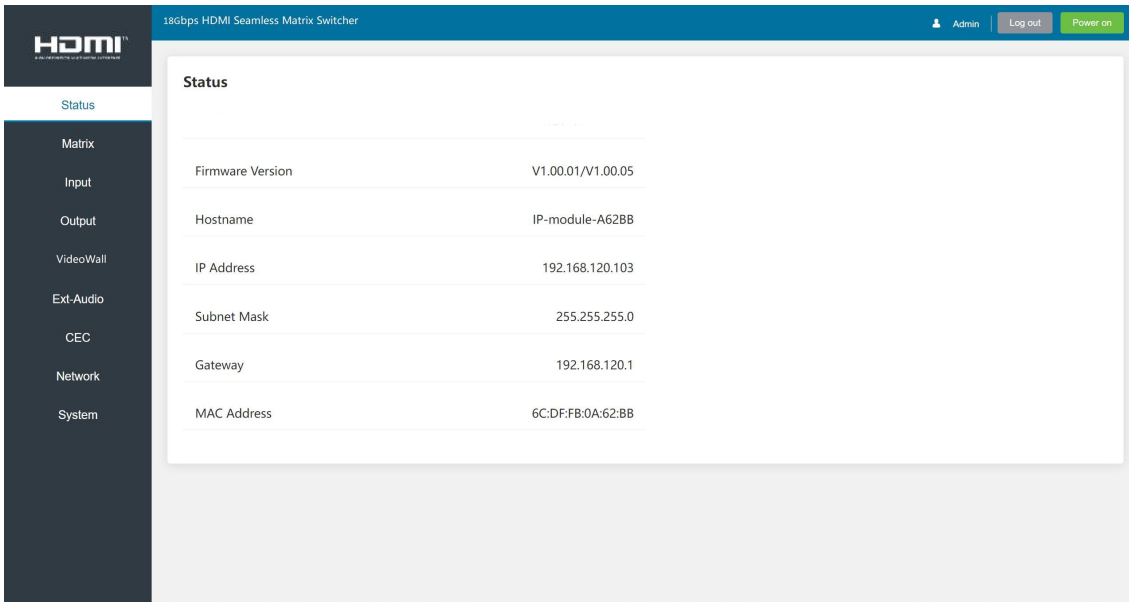 18Gbps HDMI Seamless Matrix Switcher
Admin
Log out
Power on
HDMI™
Status
Matrix
Input
Output
VideoWall
Ext-Audio
CEC
Network
System
Status
Firmware Version V1.00.01/V1.00.05
Hostname IP-module-A62BB
IP Address 192.168.120.103
Subnet Mask 255.255.255.0
Gateway 192.168.120.1
MAC Address 6C:DF:FB:0A:62:BB